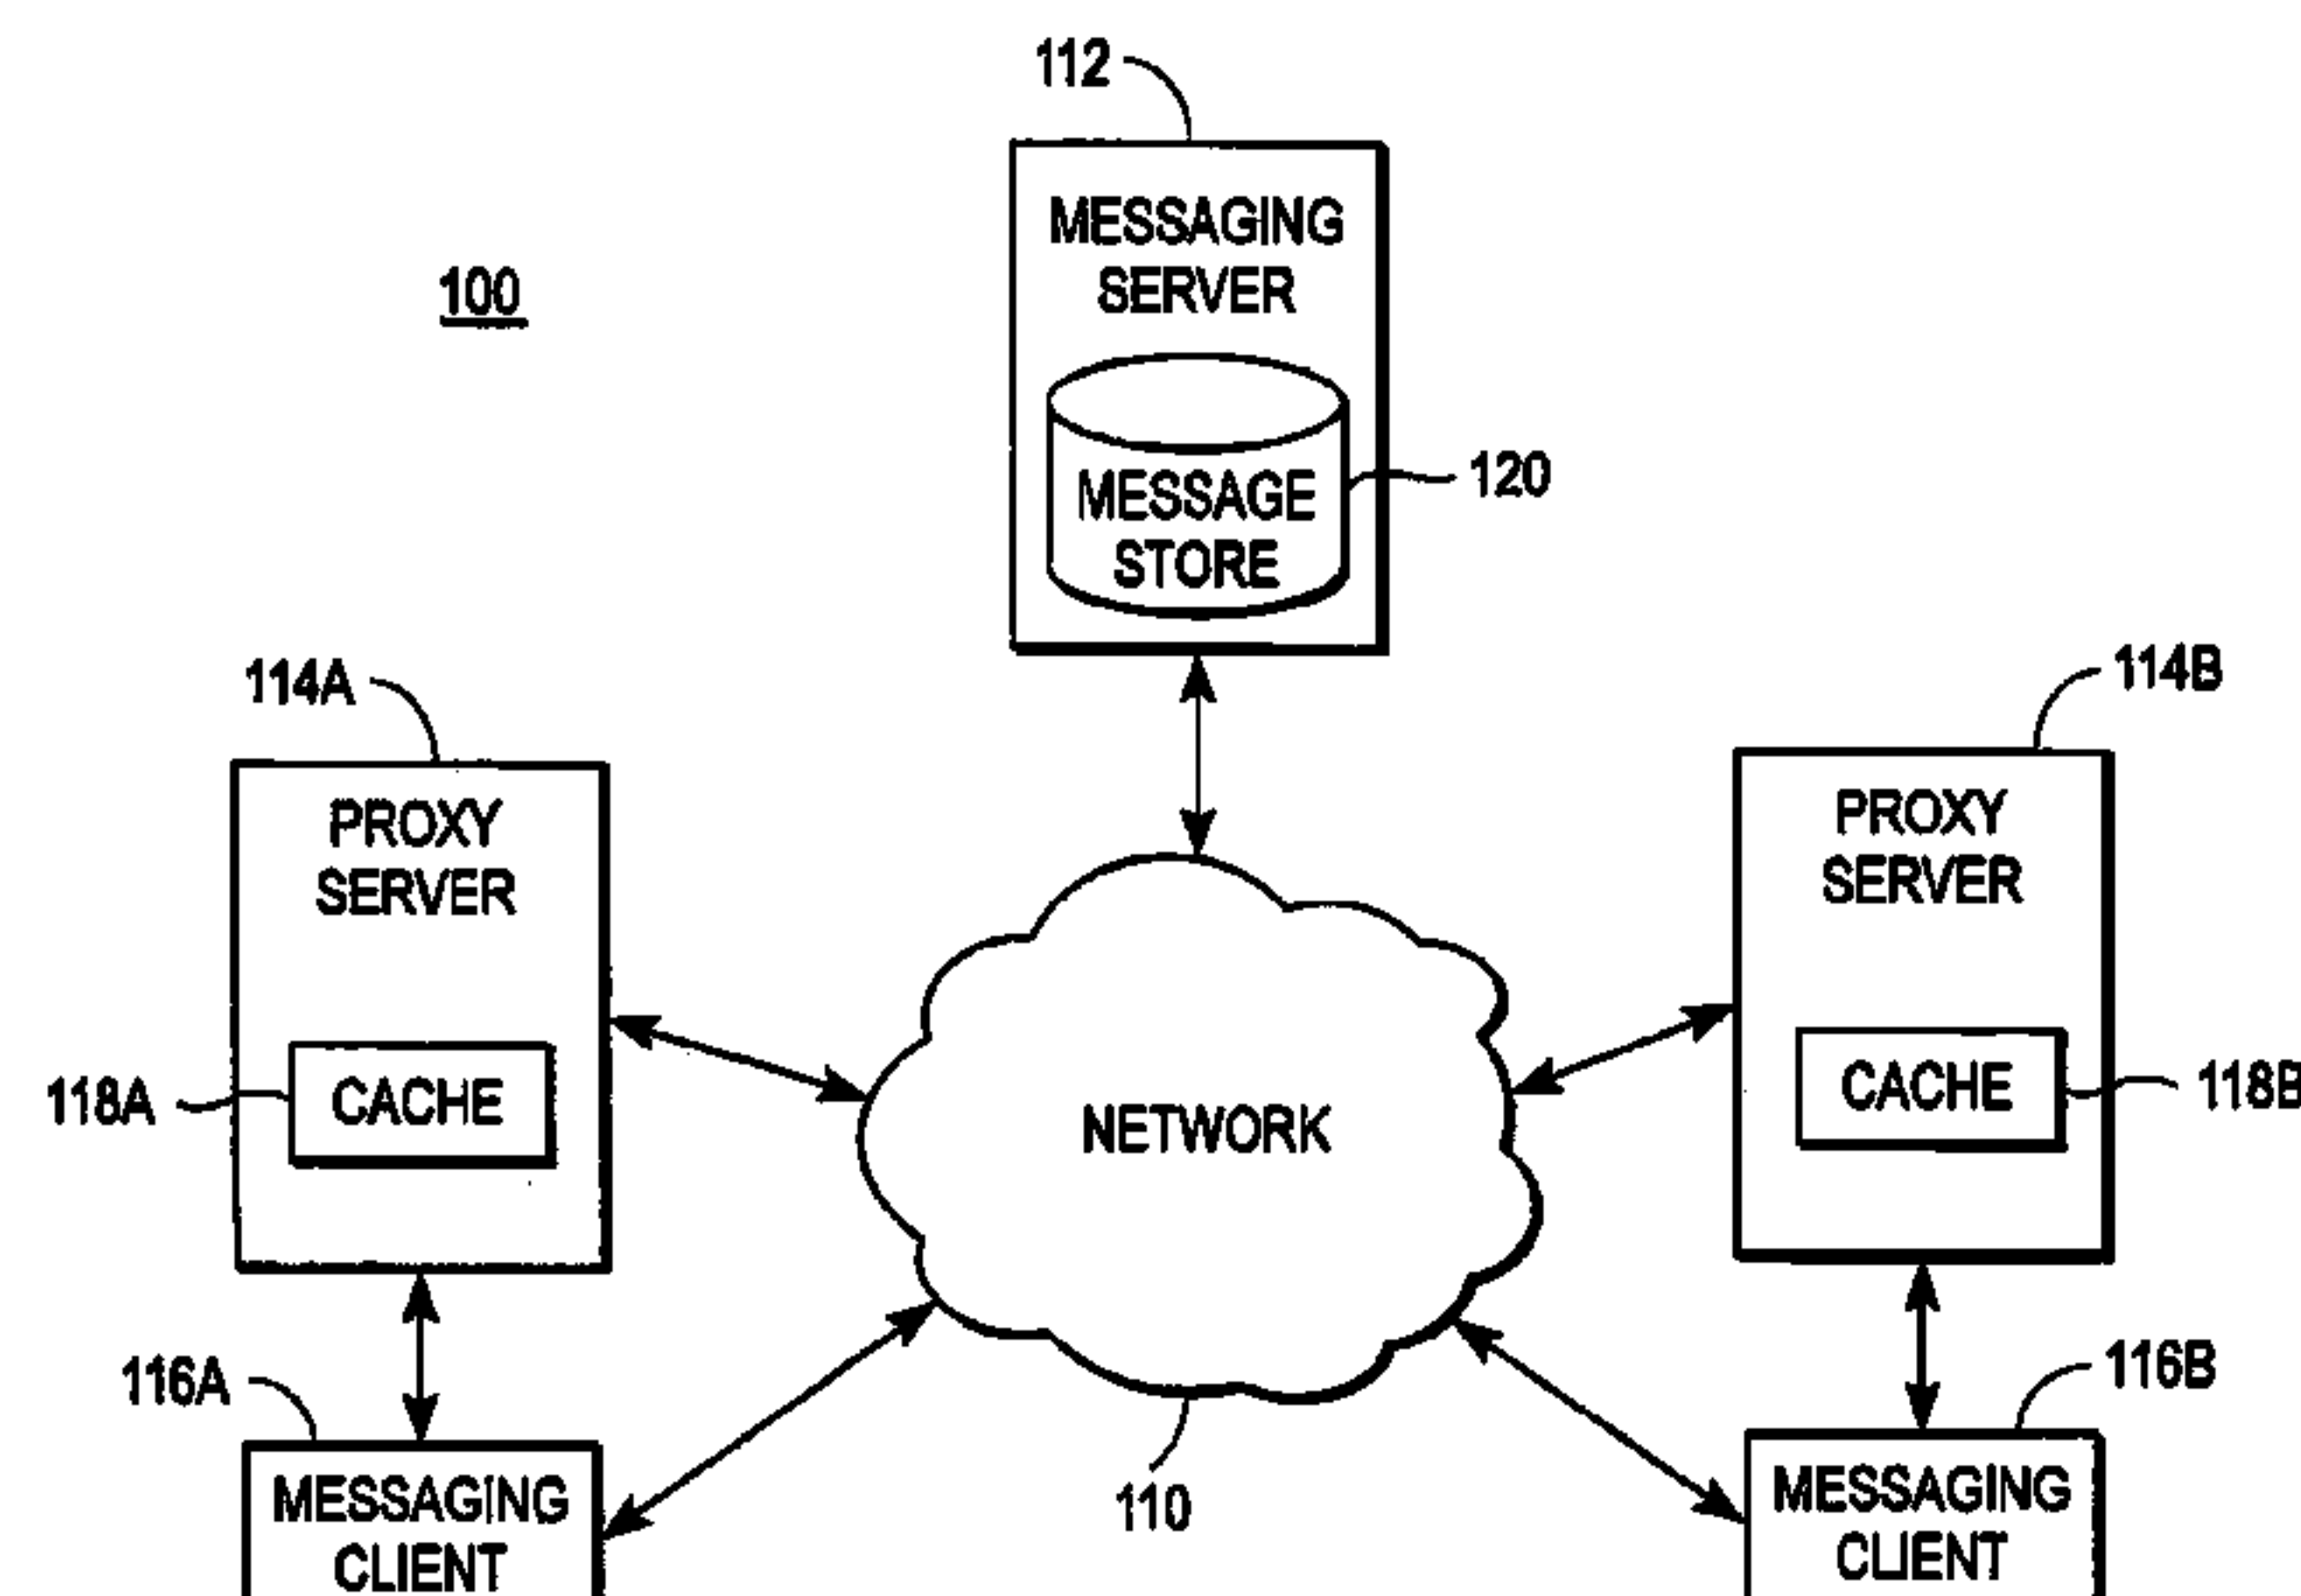 112
MESSAGING
SERVER
100
MESSAGE
STORE
120
114A
114B
PROXY
SERVER
PROXY
SERVER
118A
CACHE
NETWORK
CACHE
118B
116A
116B
110
MESSAGING
CLIENT
MESSAGING
CLIENT